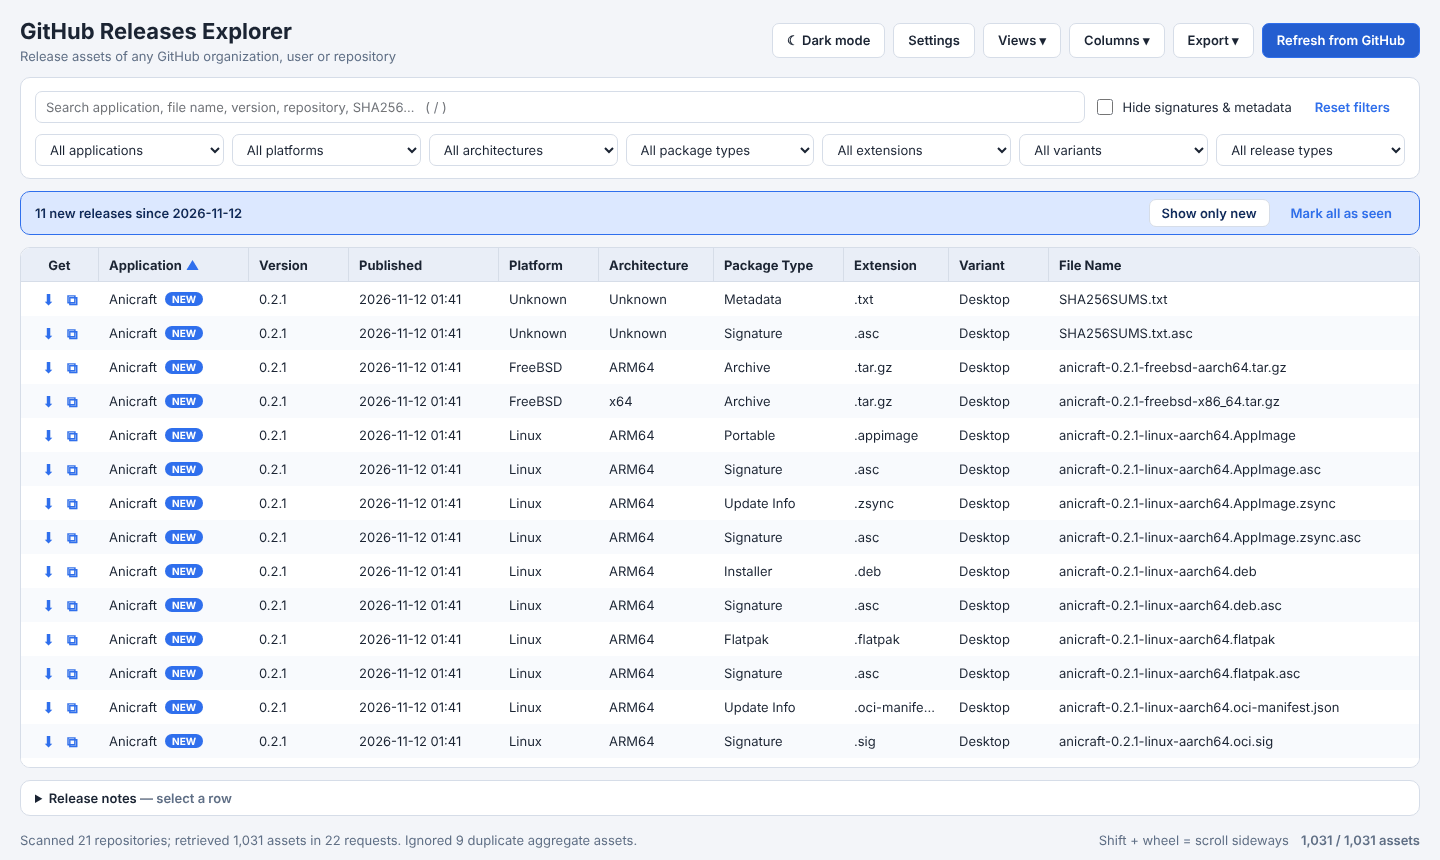 GitHub Releases Explorer
Release assets of any GitHub organization, user or repository
☾ Dark mode Settings Views ▾ Columns ▾ Export ▾ Refresh from GitHub
Search application, file name, version, repository, SHA256... ( / ) Hide signatures & metadata Reset filters
All applications All platforms All architectures All package types All extensions All variants All release types
11 new releases since 2026-11-12 Show only new Mark all as seen
Get Application ▲ Version Published Platform Architecture Package Type Extension Variant File Name
Anicraft NEW 0.2.1 2026-11-12 01:41 Unknown Unknown Metadata .txt Desktop SHA256SUMS.txt
Anicraft NEW 0.2.1 2026-11-12 01:41 Unknown Unknown Signature .asc Desktop SHA256SUMS.txt.asc
Anicraft NEW 0.2.1 2026-11-12 01:41 FreeBSD ARM64 Archive .tar.gz Desktop anicraft-0.2.1-freebsd-aarch64.tar.gz
Anicraft NEW 0.2.1 2026-11-12 01:41 FreeBSD x64 Archive .tar.gz Desktop anicraft-0.2.1-freebsd-x86_64.tar.gz
Anicraft NEW 0.2.1 2026-11-12 01:41 Linux ARM64 Portable .appimage Desktop anicraft-0.2.1-linux-aarch64.AppImage
Anicraft NEW 0.2.1 2026-11-12 01:41 Linux ARM64 Signature .asc Desktop anicraft-0.2.1-linux-aarch64.AppImage.asc
Anicraft NEW 0.2.1 2026-11-12 01:41 Linux ARM64 Update Info .zsync Desktop anicraft-0.2.1-linux-aarch64.AppImage.zsync
Anicraft NEW 0.2.1 2026-11-12 01:41 Linux ARM64 Signature .asc Desktop anicraft-0.2.1-linux-aarch64.AppImage.zsync.asc
Anicraft NEW 0.2.1 2026-11-12 01:41 Linux ARM64 Installer .deb Desktop anicraft-0.2.1-linux-aarch64.deb
Anicraft NEW 0.2.1 2026-11-12 01:41 Linux ARM64 Signature .asc Desktop anicraft-0.2.1-linux-aarch64.deb.asc
Anicraft NEW 0.2.1 2026-11-12 01:41 Linux ARM64 Flatpak .flatpak Desktop anicraft-0.2.1-linux-aarch64.flatpak
Anicraft NEW 0.2.1 2026-11-12 01:41 Linux ARM64 Signature .asc Desktop anicraft-0.2.1-linux-aarch64.flatpak.asc
Anicraft NEW 0.2.1 2026-11-12 01:41 Linux ARM64 Update Info .oci-manife... Desktop anicraft-0.2.1-linux-aarch64.oci-manifest.json
Anicraft NEW 0.2.1 2026-11-12 01:41 Linux ARM64 Signature .sig Desktop anicraft-0.2.1-linux-aarch64.oci.sig
▶ Release notes — select a row
Scanned 21 repositories; retrieved 1,031 assets in 22 requests. Ignored 9 duplicate aggregate assets. Shift + wheel = scroll sideways 1,031 / 1,031 assets